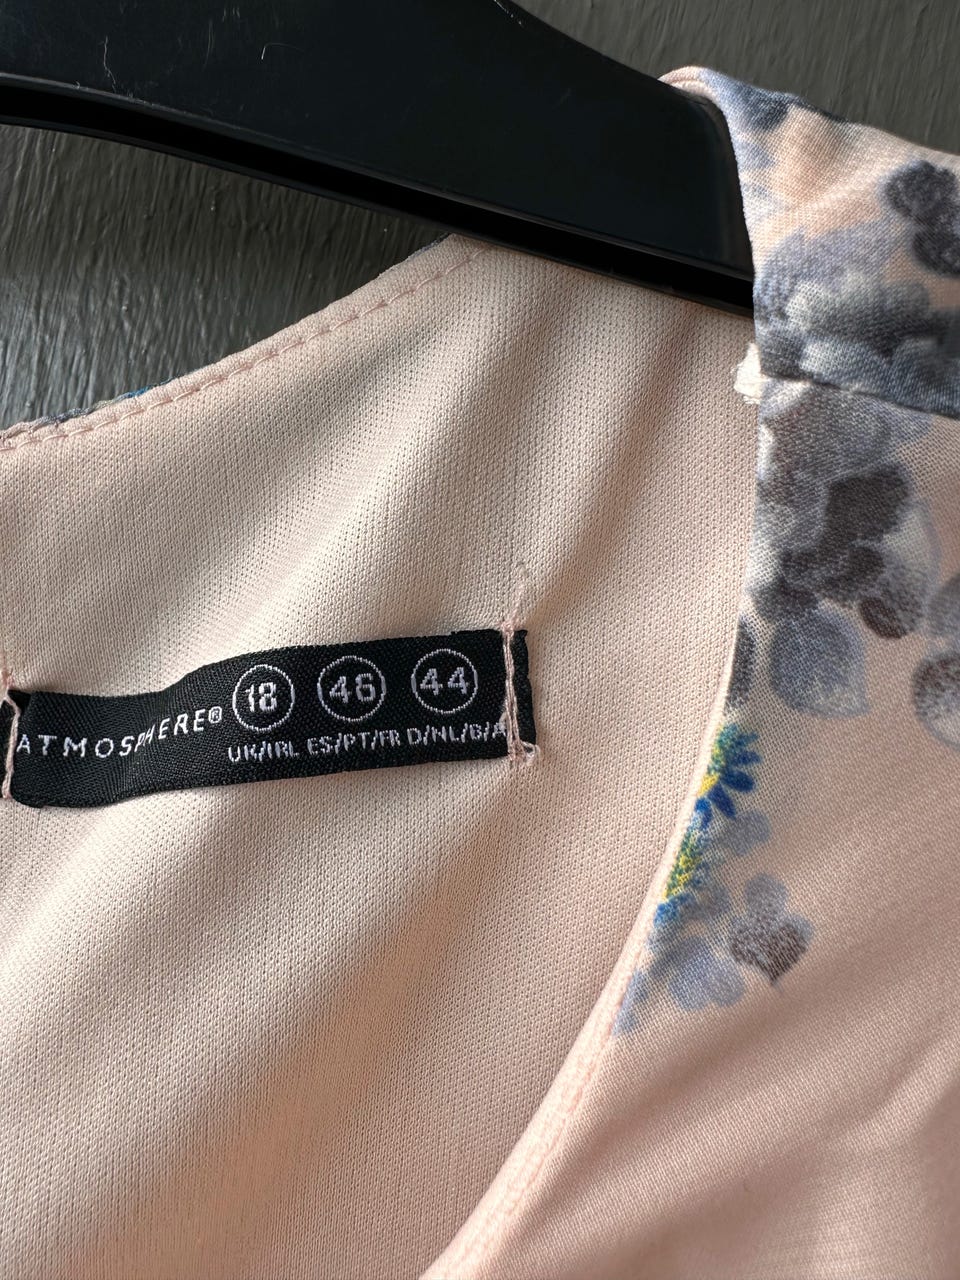 ATMOSPHERE® 18 46 44
UK/IRL ES/PT/FR D/NL/B/A